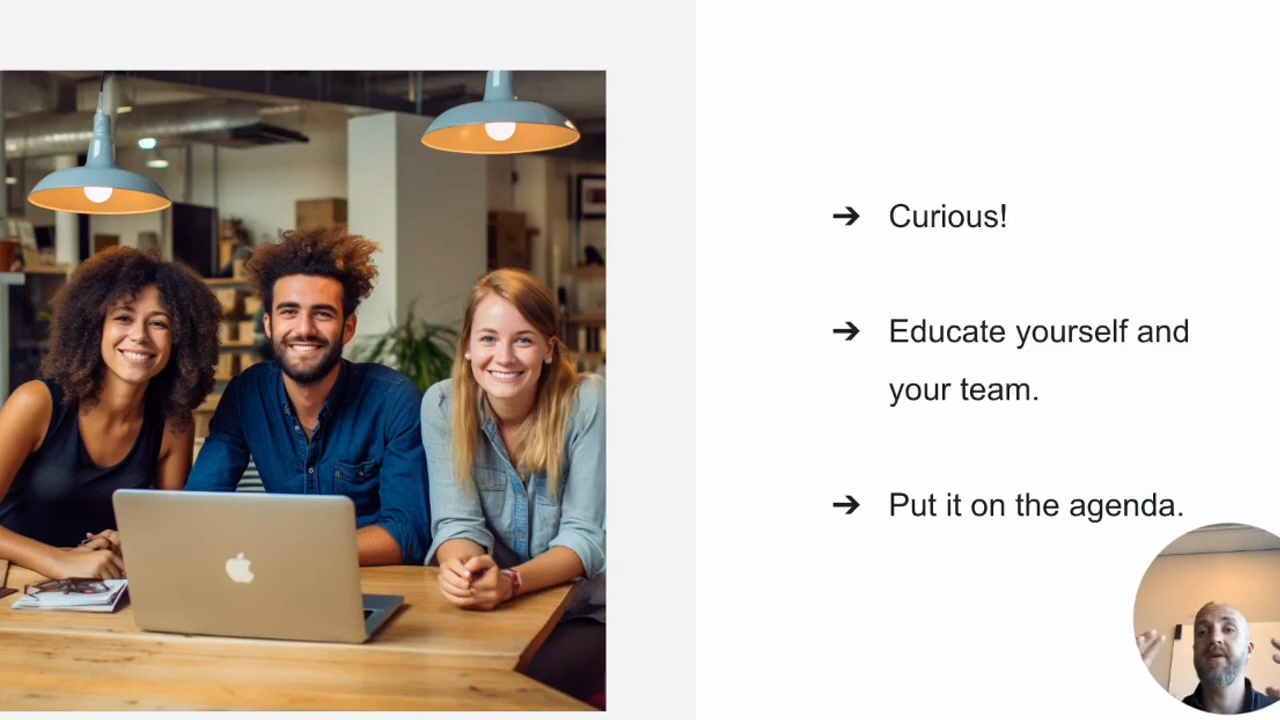 ➔ Curious!
➔ Educate yourself and
your team.
➔ Put it on the agenda.